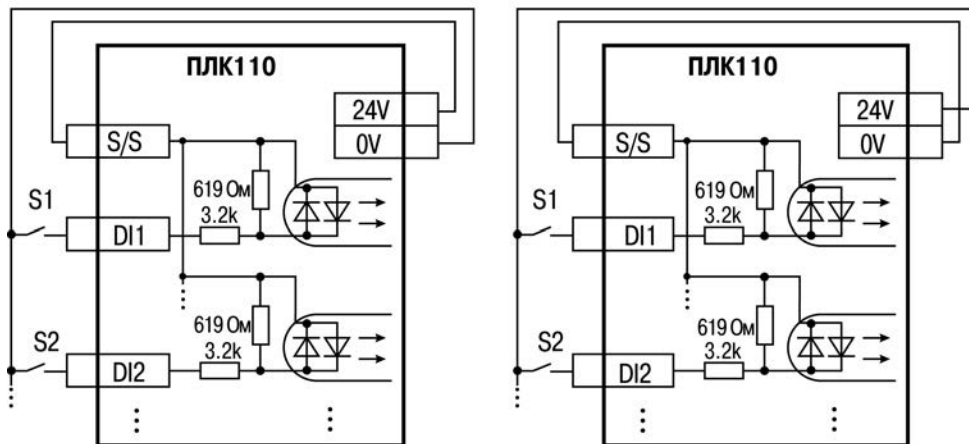 ПЛК110
24V
0V
S/S
619 Ом
3.2k
S1
DI1
619 Ом
3.2k
S2
DI2
ПЛК110
24V
0V
S/S
619 Ом
3.2k
S1
DI1
619 Ом
3.2k
S2
DI2